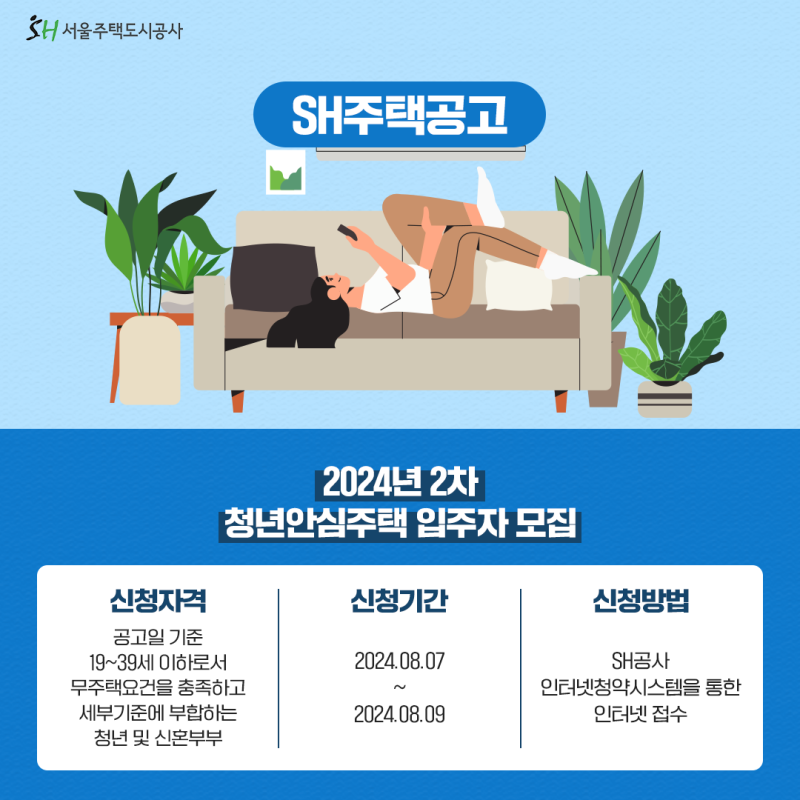 SH 서울주택도시공사
SH주택공고
2024년 2차
청년안심주택 입주자 모집
신청자격
공고일 기준
19~39세 이하로서
무주택요건을 충족하고
세부기준에 부합하는
청년 및 신혼부부
신청기간
2024.08.07
~
2024.08.09
신청방법
SH공사
인터넷청약시스템을 통한
인터넷 접수